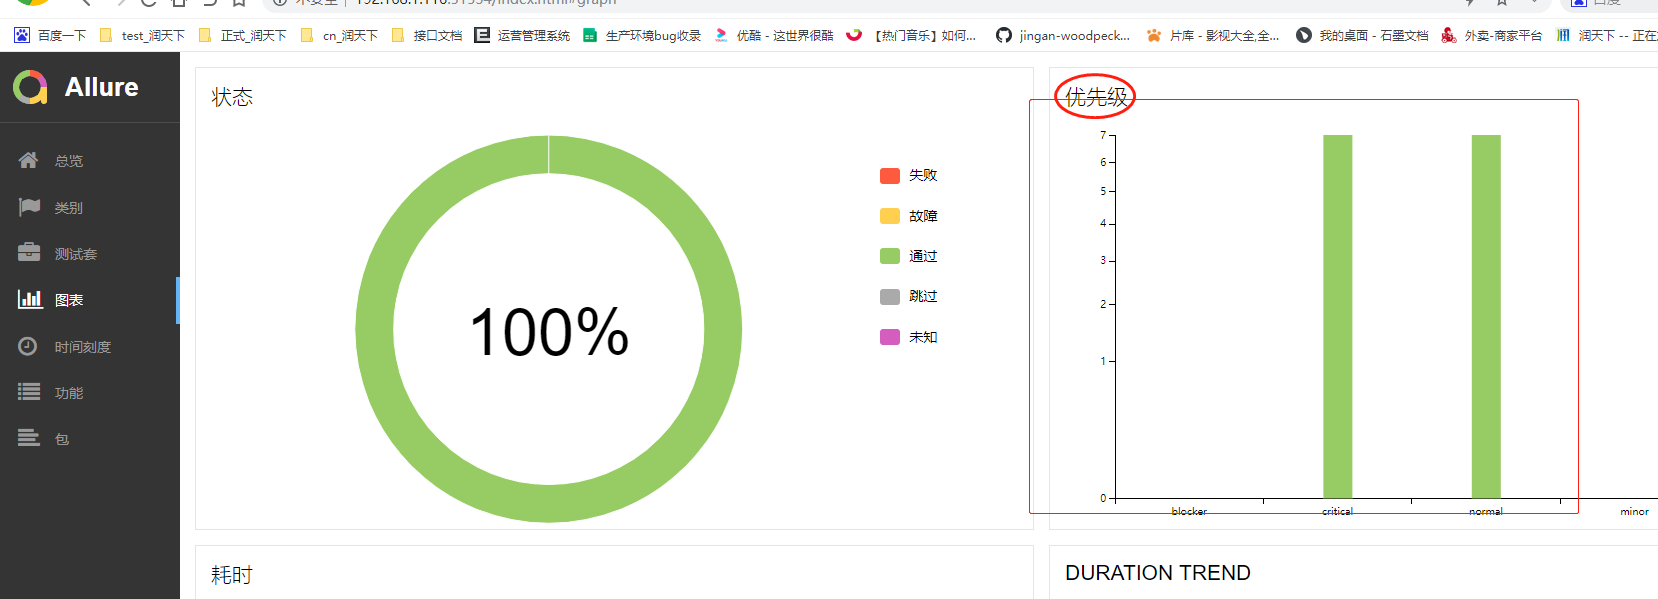 百度一下 test_润天下 正式_润天下 cn_润天下 接口文档 运营管理系统 生产环境bug收录 优酷 - 这世界很酷 【热门音乐】如何... jingan-woodpeck... 片库 - 影视大全,全... 我的桌面 - 石墨文档 外卖-商家平台 润天下 -- 正在
Allure
总览
类别
测试套
图表
时间刻度
功能
包
状态
100%
失败
故障
通过
跳过
未知
优先级
7
6
5
4
3
2
1
0
blocker critical normal minor
耗时
DURATION TREND